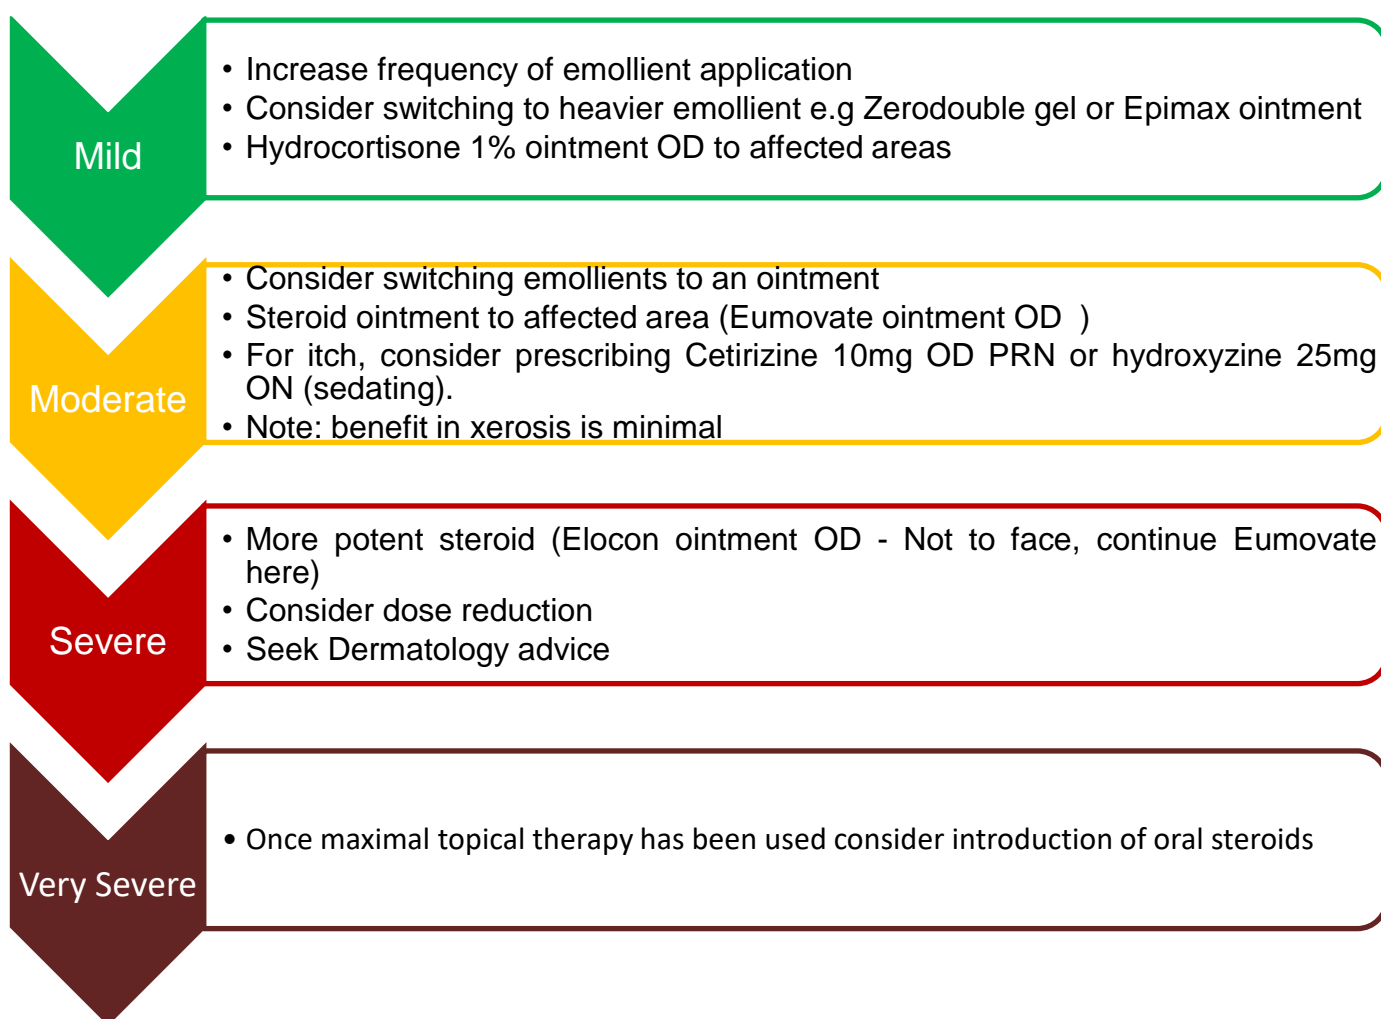 Mild
• Increase frequency of emollient application
• Consider switching to heavier emollient e.g Zerodouble gel or Epimax ointment
• Hydrocortisone 1% ointment OD to affected areas
Moderate
• Consider switching emollients to an ointment
• Steroid ointment to affected area (Eumovate ointment OD )
• For itch, consider prescribing Cetirizine 10mg OD PRN or hydroxyzine 25mg
ON (sedating).
• Note: benefit in xerosis is minimal
Severe
• More potent steroid (Elocon ointment OD - Not to face, continue Eumovate
here)
• Consider dose reduction
• Seek Dermatology advice
Very Severe
• Once maximal topical therapy has been used consider introduction of oral steroids